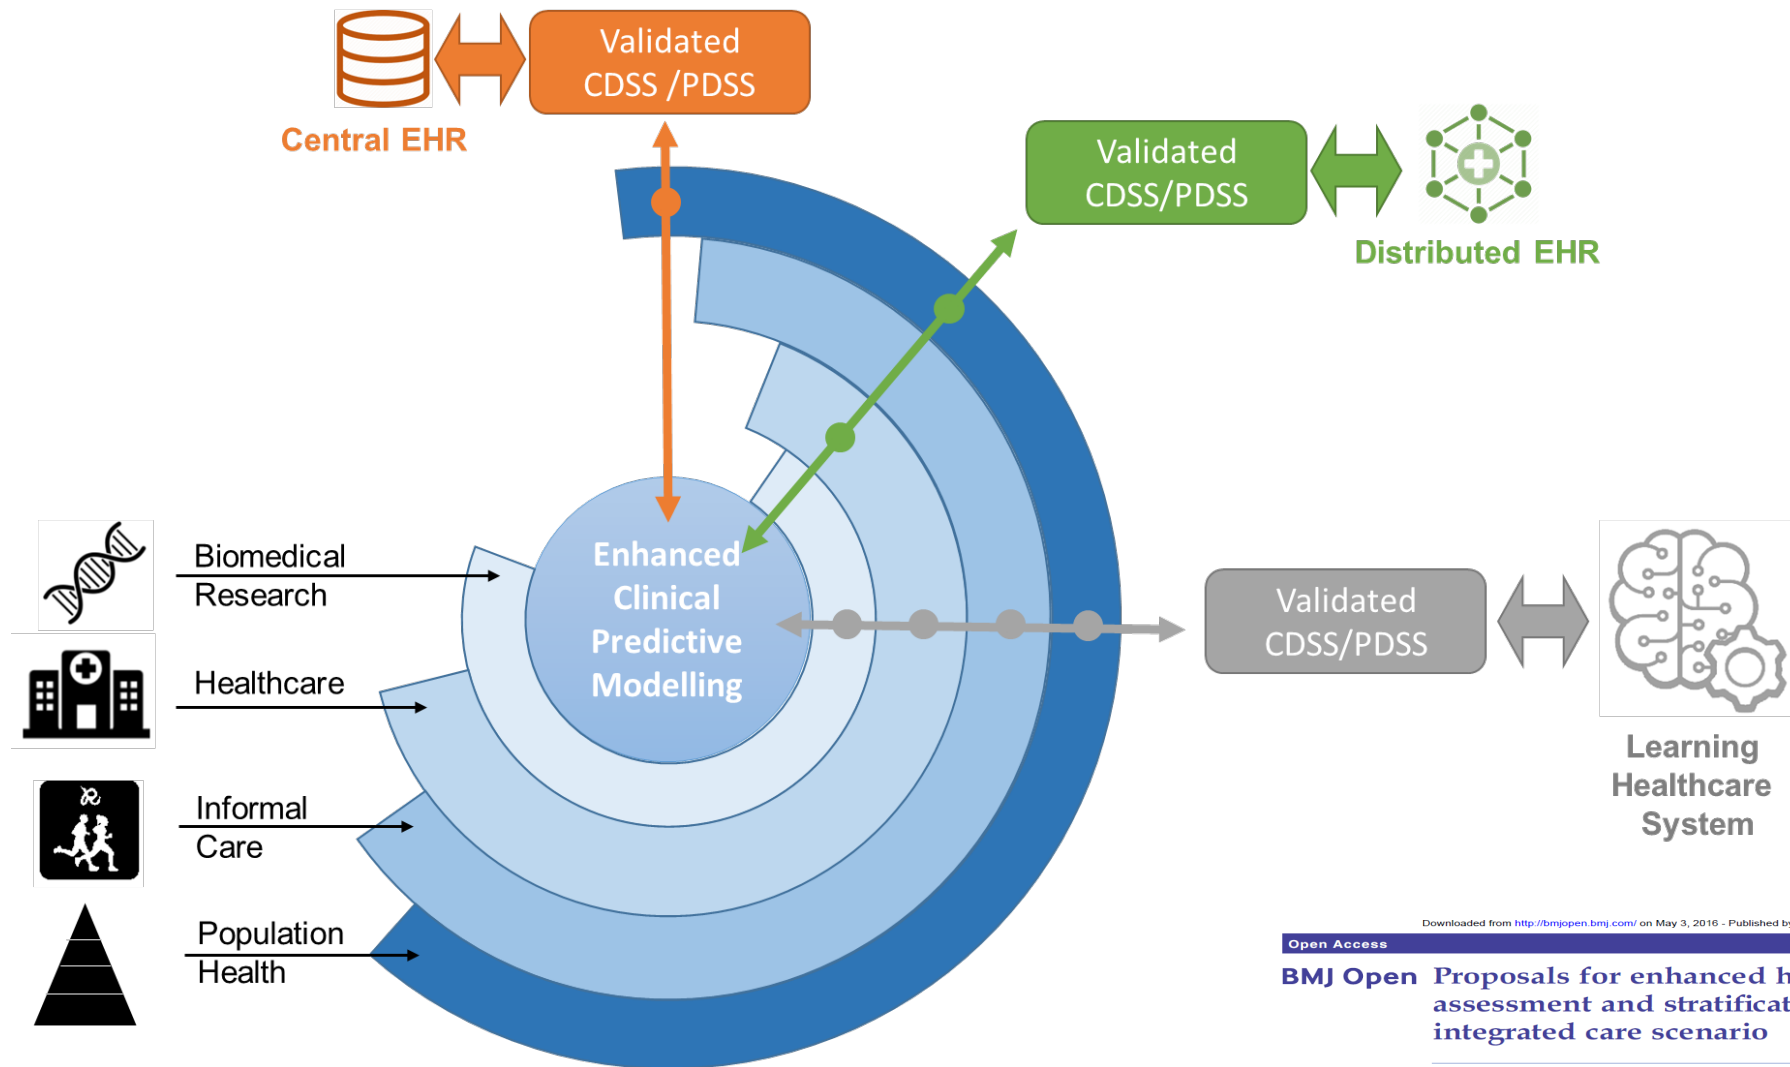 Validated
CDSS /PDSS
Central EHR
Validated
CDSS/PDSS
Distributed EHR
Enhanced
Clinical
Predictive
Modelling
Biomedical
Research
Healthcare
Informal
Care
Population
Health
Validated
CDSS/PDSS
Learning
Healthcare
System
Downloaded from http://bmjopen.bmj.com/ on May 3, 2016 - Published by
Open Access
BMJ Open Proposals for enhanced h
assessment and stratificat
integrated care scenario